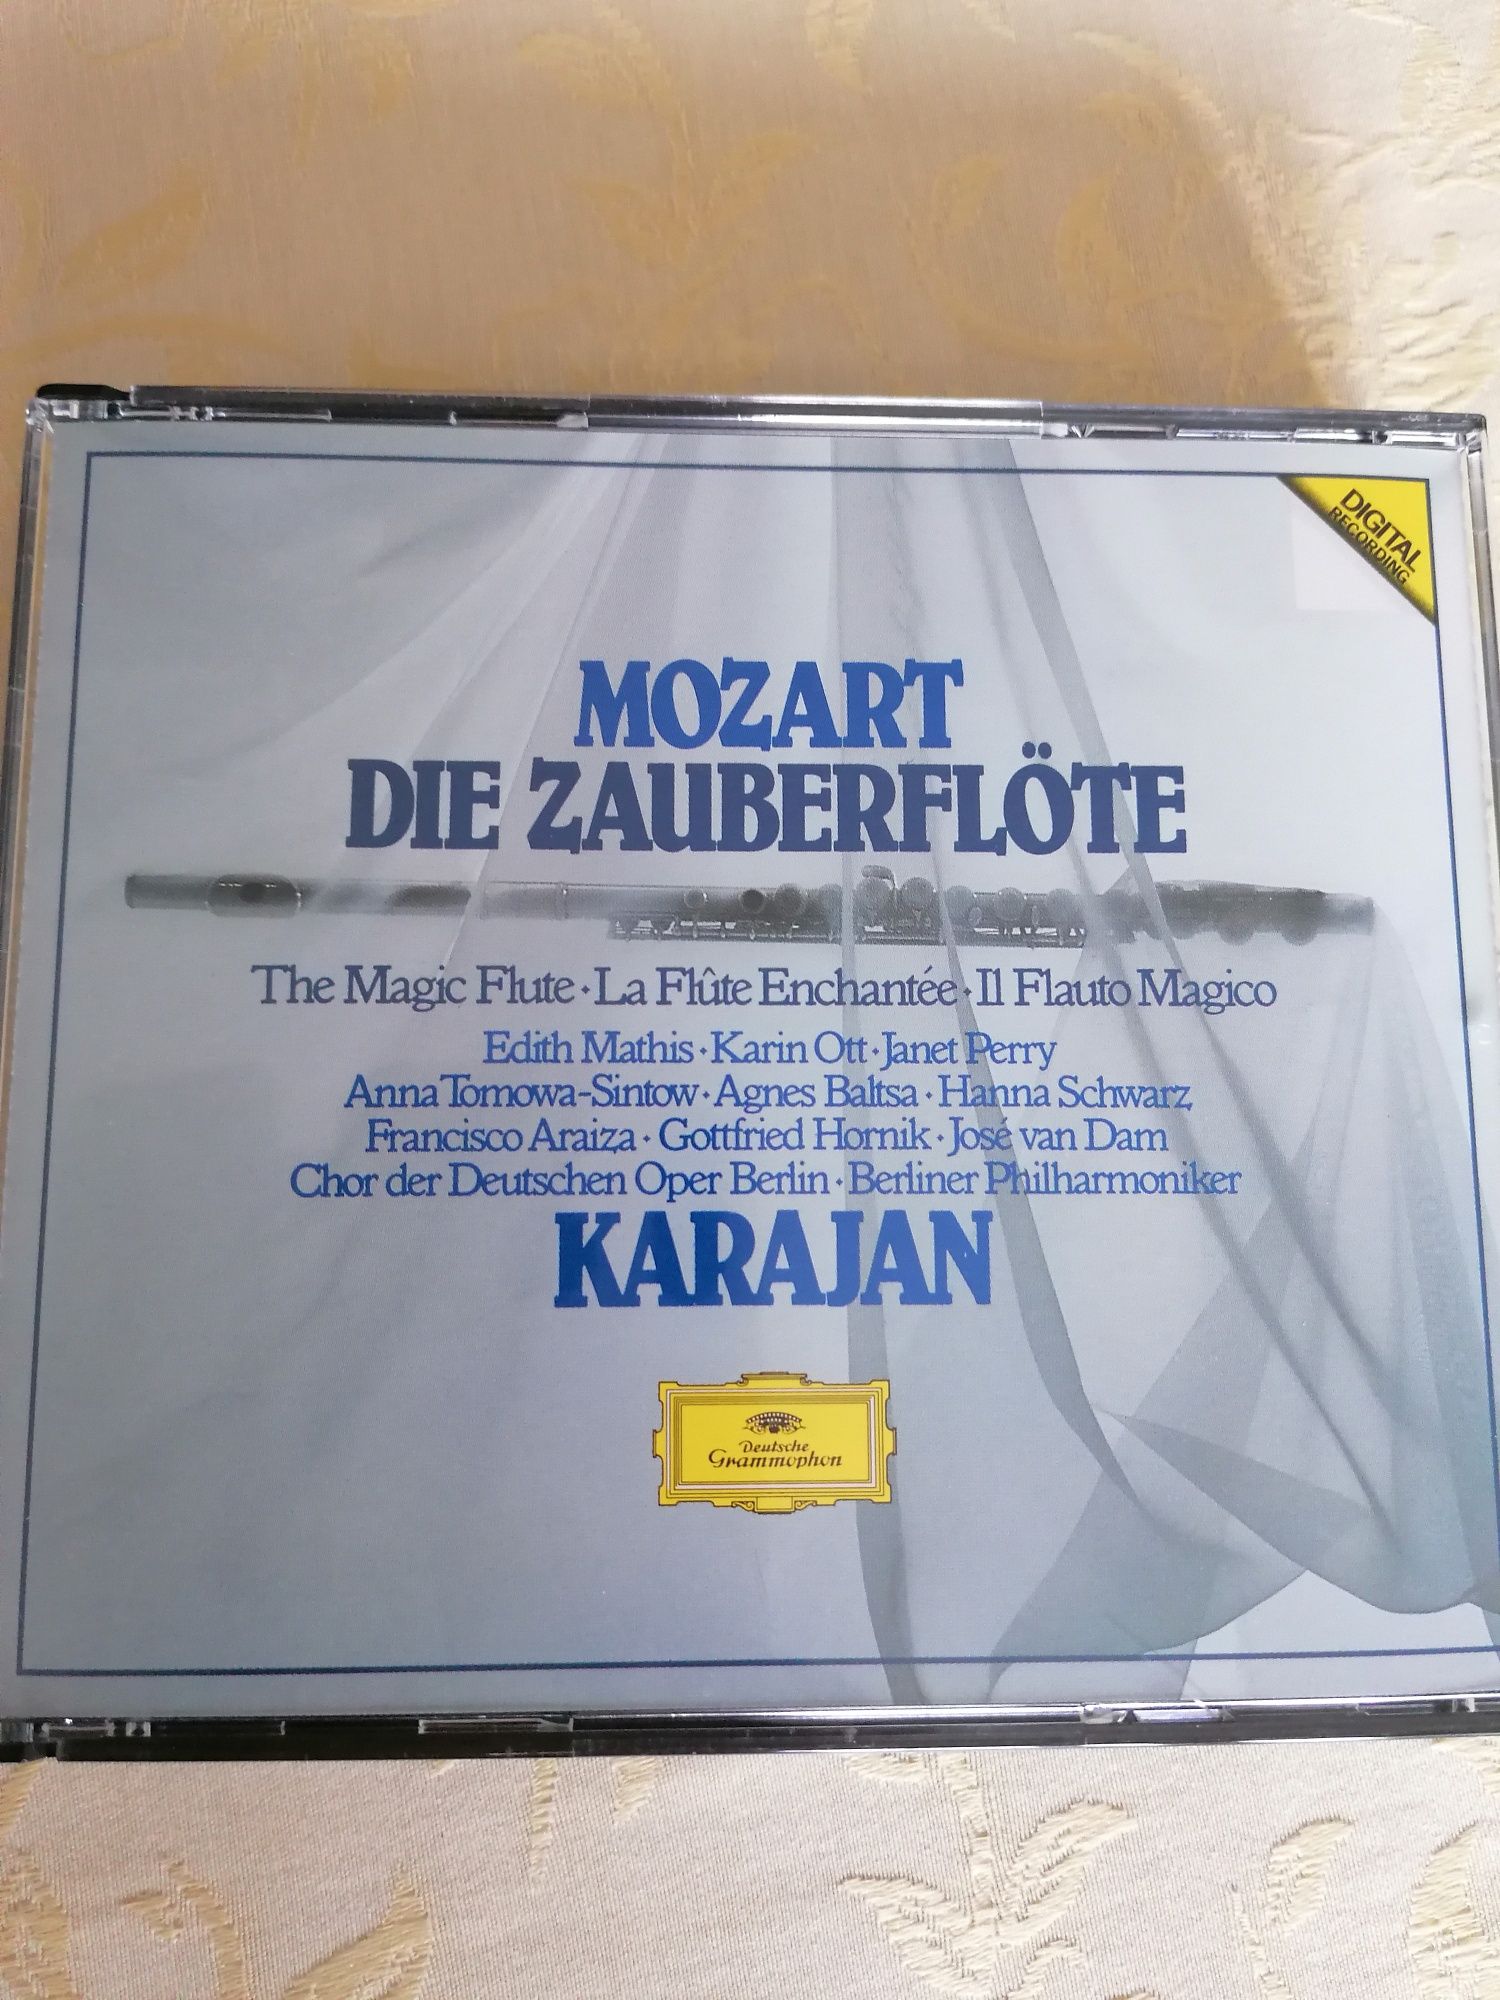 DIGITAL
RECORDING
MOZART
DIE ZAUBERFLÖTE
The Magic Flute · La Flûte Enchantée · Il Flauto Magico
Edith Mathis · Karin Ott · Janet Perry
Anna Tomowa-Sintow · Agnes Baltsa · Hanna Schwarz
Francisco Araiza · Gottfried Hornik · José van Dam
Chor der Deutschen Oper Berlin · Berliner Philharmoniker
KARAJAN
Deutsche
Grammophon